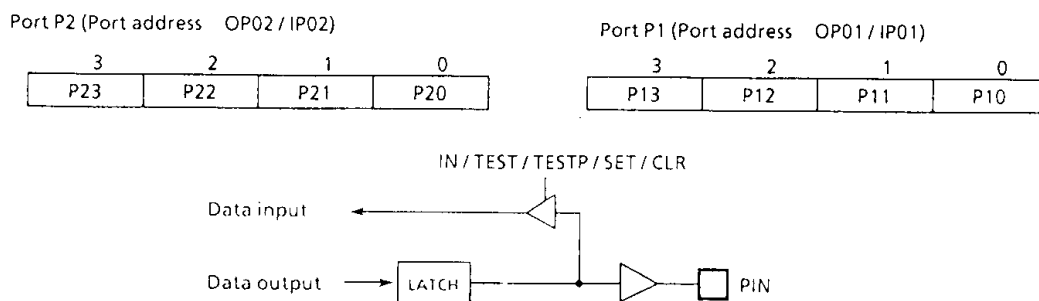 Port P2 (Port address OP02 / IP02)
3 2 1 0
P23 P22 P21 P20
Port P1 (Port address OP01 / IP01)
3 2 1 0
P13 P12 P11 P10
IN / TEST / TESTP / SET / CLR
Data input
Data output LATCH PIN